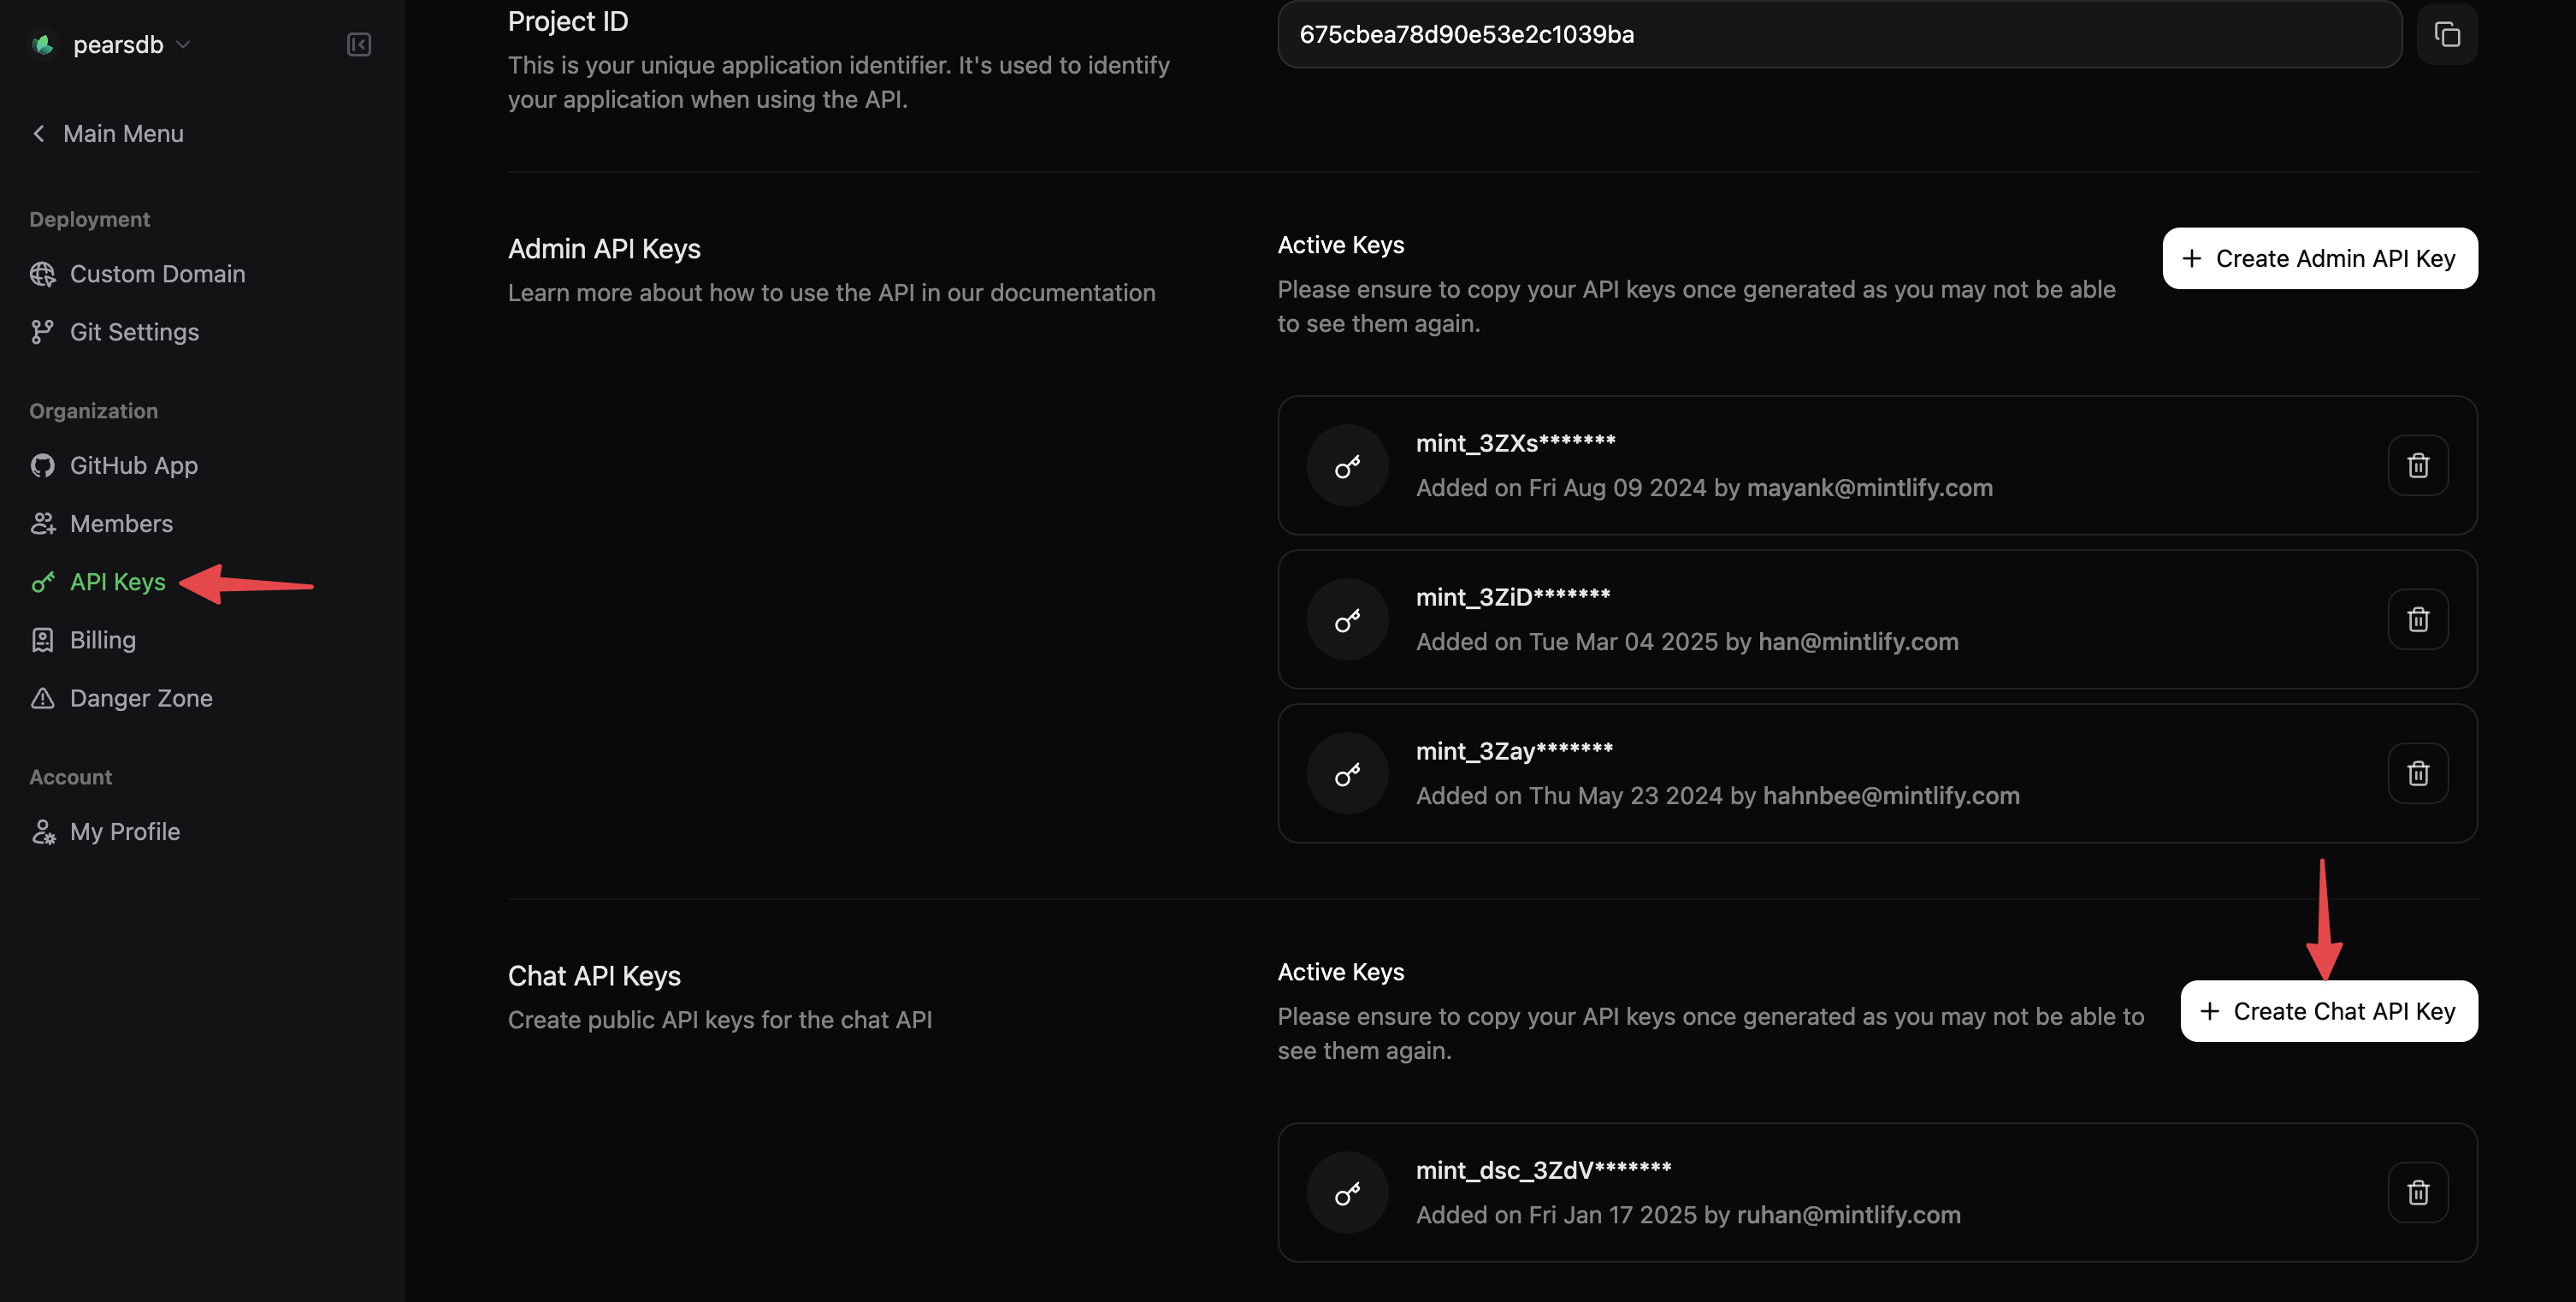 pearsdb
Main Menu
Deployment
Custom Domain
Git Settings
Organization
GitHub App
Members
API Keys
Billing
Danger Zone
Account
My Profile
Project ID
This is your unique application identifier. It's used to identify
your application when using the API.
675cbea78d90e53e2c1039ba
Admin API Keys
Learn more about how to use the API in our documentation
Active Keys
Please ensure to copy your API keys once generated as you may not be able
to see them again.
+ Create Admin API Key
mint_3ZXs*******
Added on Fri Aug 09 2024 by mayank@mintlify.com
mint_3ZiD*******
Added on Tue Mar 04 2025 by han@mintlify.com
mint_3Zay*******
Added on Thu May 23 2024 by hahnbee@mintlify.com
Chat API Keys
Create public API keys for the chat API
Active Keys
Please ensure to copy your API keys once generated as you may not be able to
see them again.
+ Create Chat API Key
mint_dsc_3ZdV*******
Added on Fri Jan 17 2025 by ruhan@mintlify.com